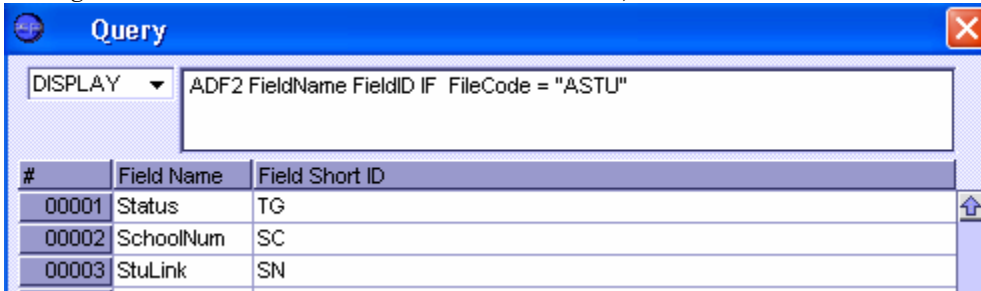 Query
DISPLAY
ADF2 FieldName FieldID IF FileCode = "ASTU"
# Field Name Field Short ID
00001 Status TG
00002 SchoolNum SC
00003 StuLink SN